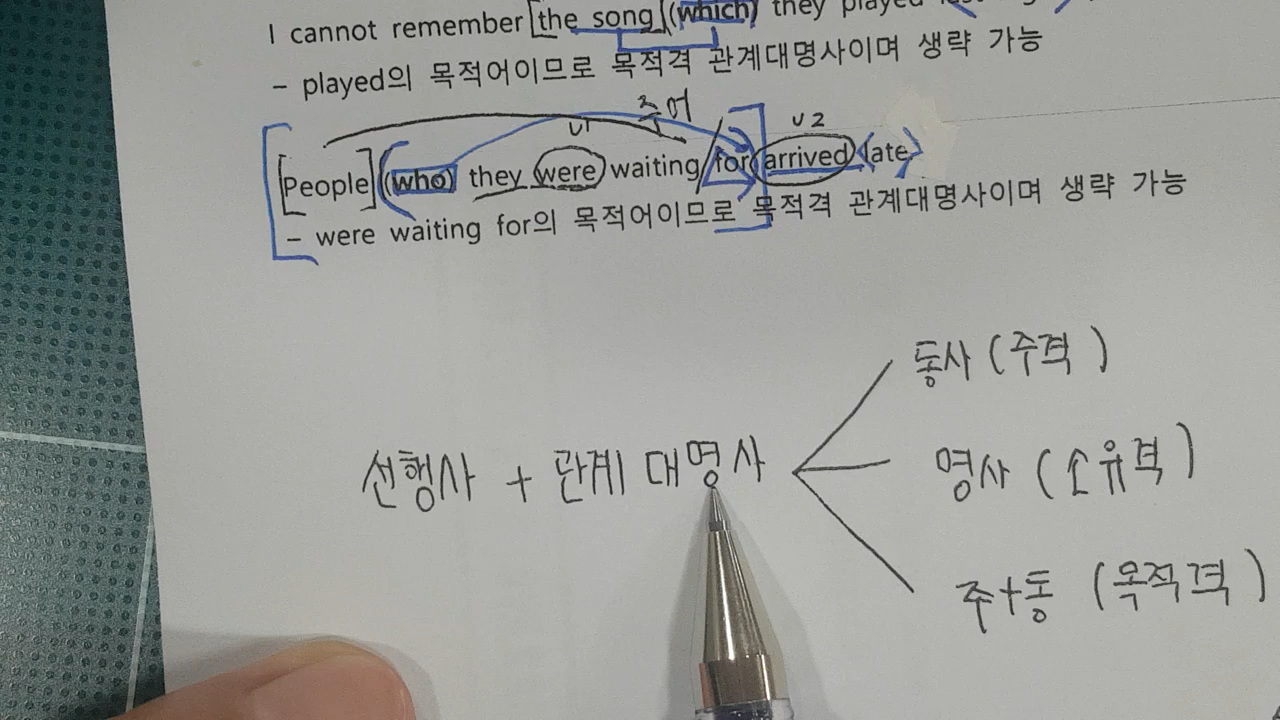 I cannot remember [the song] (which) they played
- played의 목적어이므로 목적격 관계대명사이며 생략 가능
주어
v1 v2
[People] (who) they were waiting for arrived late
- were waiting for의 목적어이므로 목적격 관계대명사이며 생략 가능
동사 (주격)
선행사 + 관계 대명사 명사 (소유격)
주+동 (목적격)